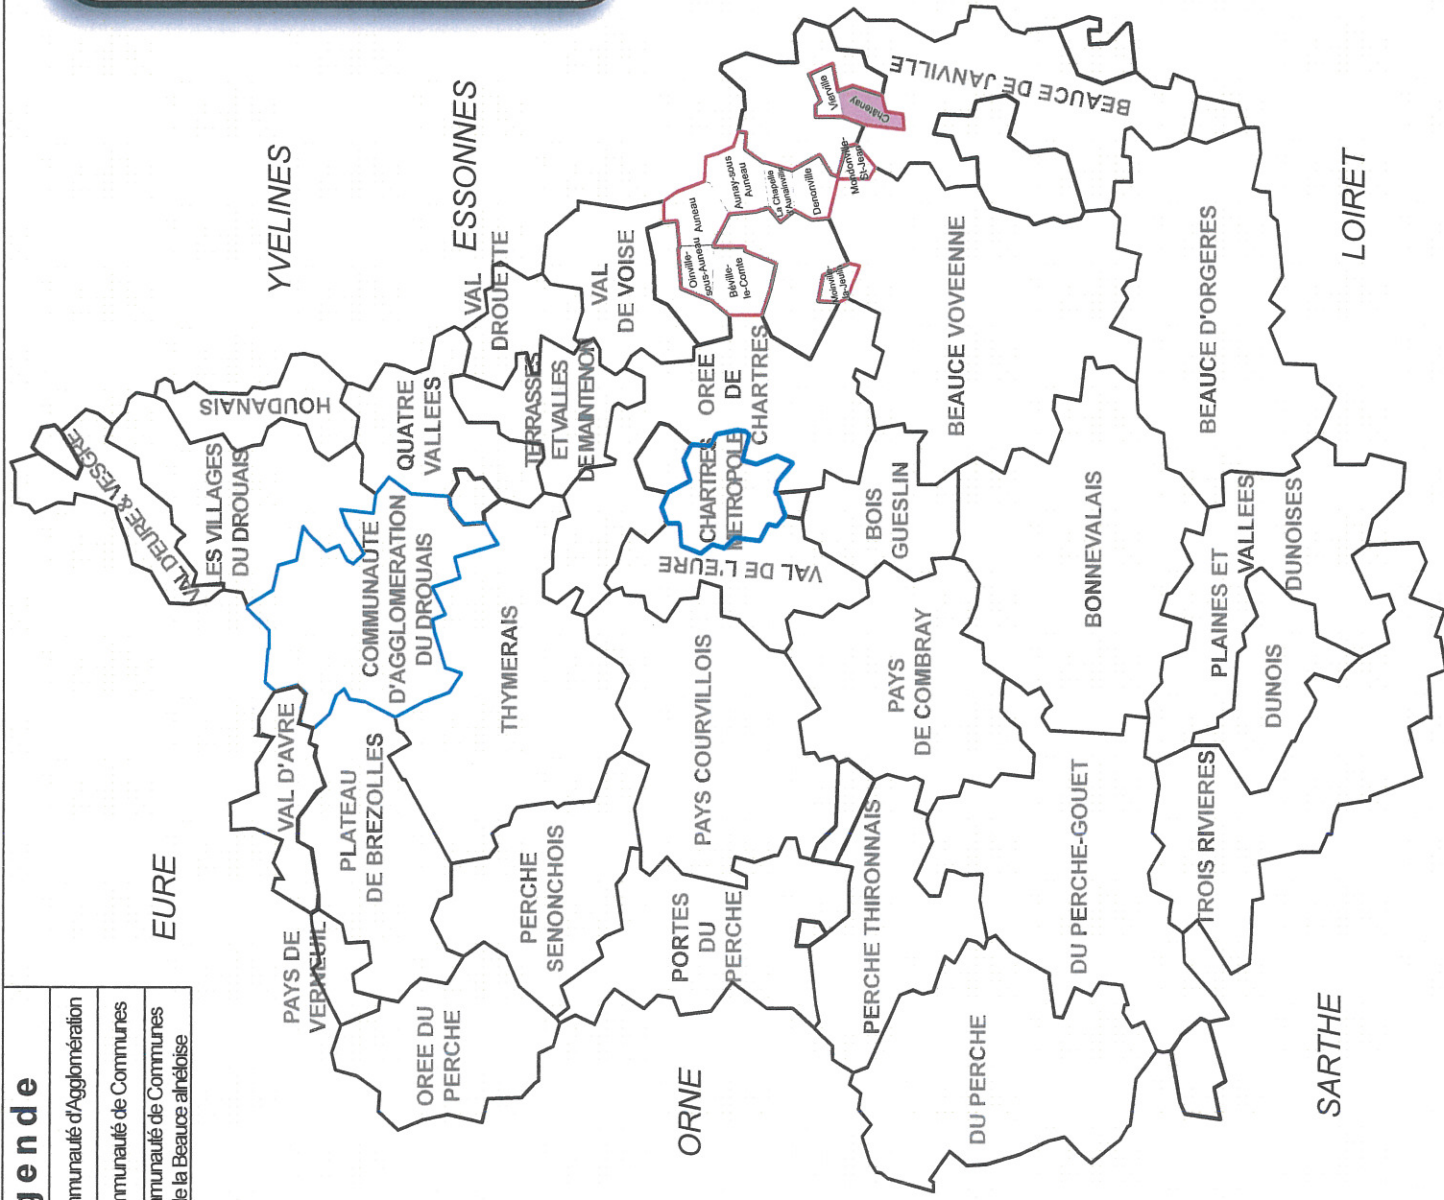 gende
mmunauté d'Agglomération
mmunauté de Communes
mmunauté de Communes
de la Beauce alnéloise
EURE
YVELINES
ESSONNES
LOIRET
SARTHE
ORNE
VAL D'EURE & VESGRE
LES VILLAGES
DU DROUAIS
HOUDANAIS
COMMUNAUTE
D'AGGLOMERATION
DU DROUAIS
QUATRE
VALLEES
VAL
DROUETTE
TERRASSES
ET VALLES
DE MAINTENON
VAL
DE VOISE
VAL D'AVRE
PLATEAU
DE BREZOLLES
PAYS DE
VERNEUIL
THYMERAIS
OREE DU
PERCHE
PERCHE
SENONCHOIS
PORTES
DU
PERCHE
PAYS COURVILLOIS
VAL DE L'EURE
CHARTRES
METROPOLE
OREE
DE
CHARTRES
Oinville-
sous-Auneau
Auneau
Béville-
le-Comte
Aunay-sous
Auneau
La Chapelle
d'Aunainville
Denonville
Mondonville-
St-Jean
Moinville-
la-Jeulin
Vierville
Châtenay
BEAUCE DE JANVILLE
BEAUCE VOVEENNE
BOIS
GUESLIN
PAYS
DE COMBRAY
PERCHE THIRONNAIS
DU PERCHE
DU PERCHE-GOUET
BONNEVALAIS
BEAUCE D'ORGERES
PLAINES ET
VALLEES
DUNOISES
DUNOIS
TROIS RIVIERES